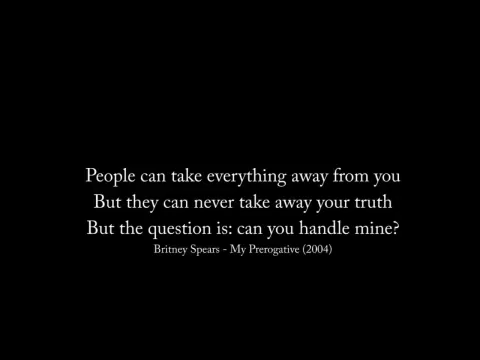 People can take everything away from you
But they can never take away your truth
But the question is: can you handle mine?
Britney Spears - My Prerogative (2004)